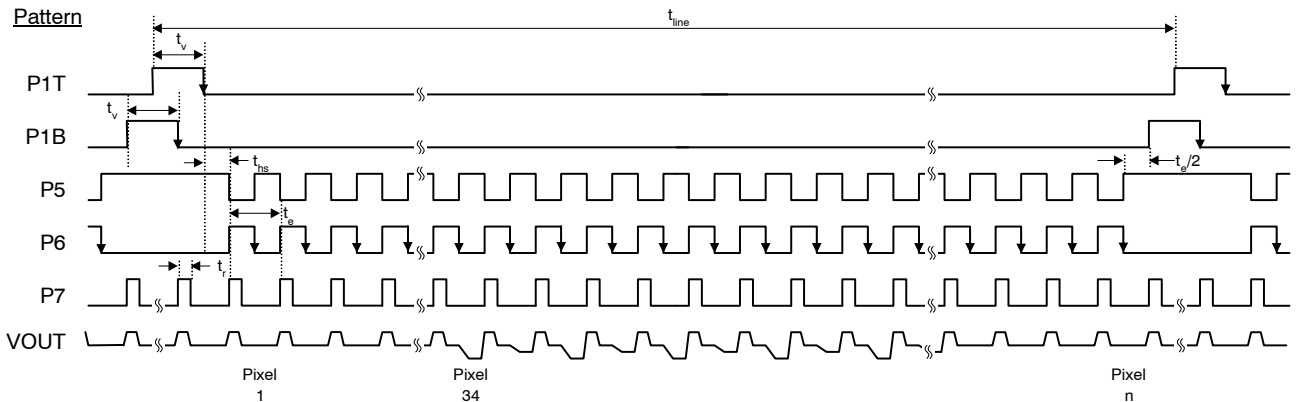 Pattern
t_line
t_v
P1T
t_v
P1B
t_hs
t_e/2
P5
t_e
P6
t_r
P7
VOUT
Pixel
1
Pixel
34
Pixel
n